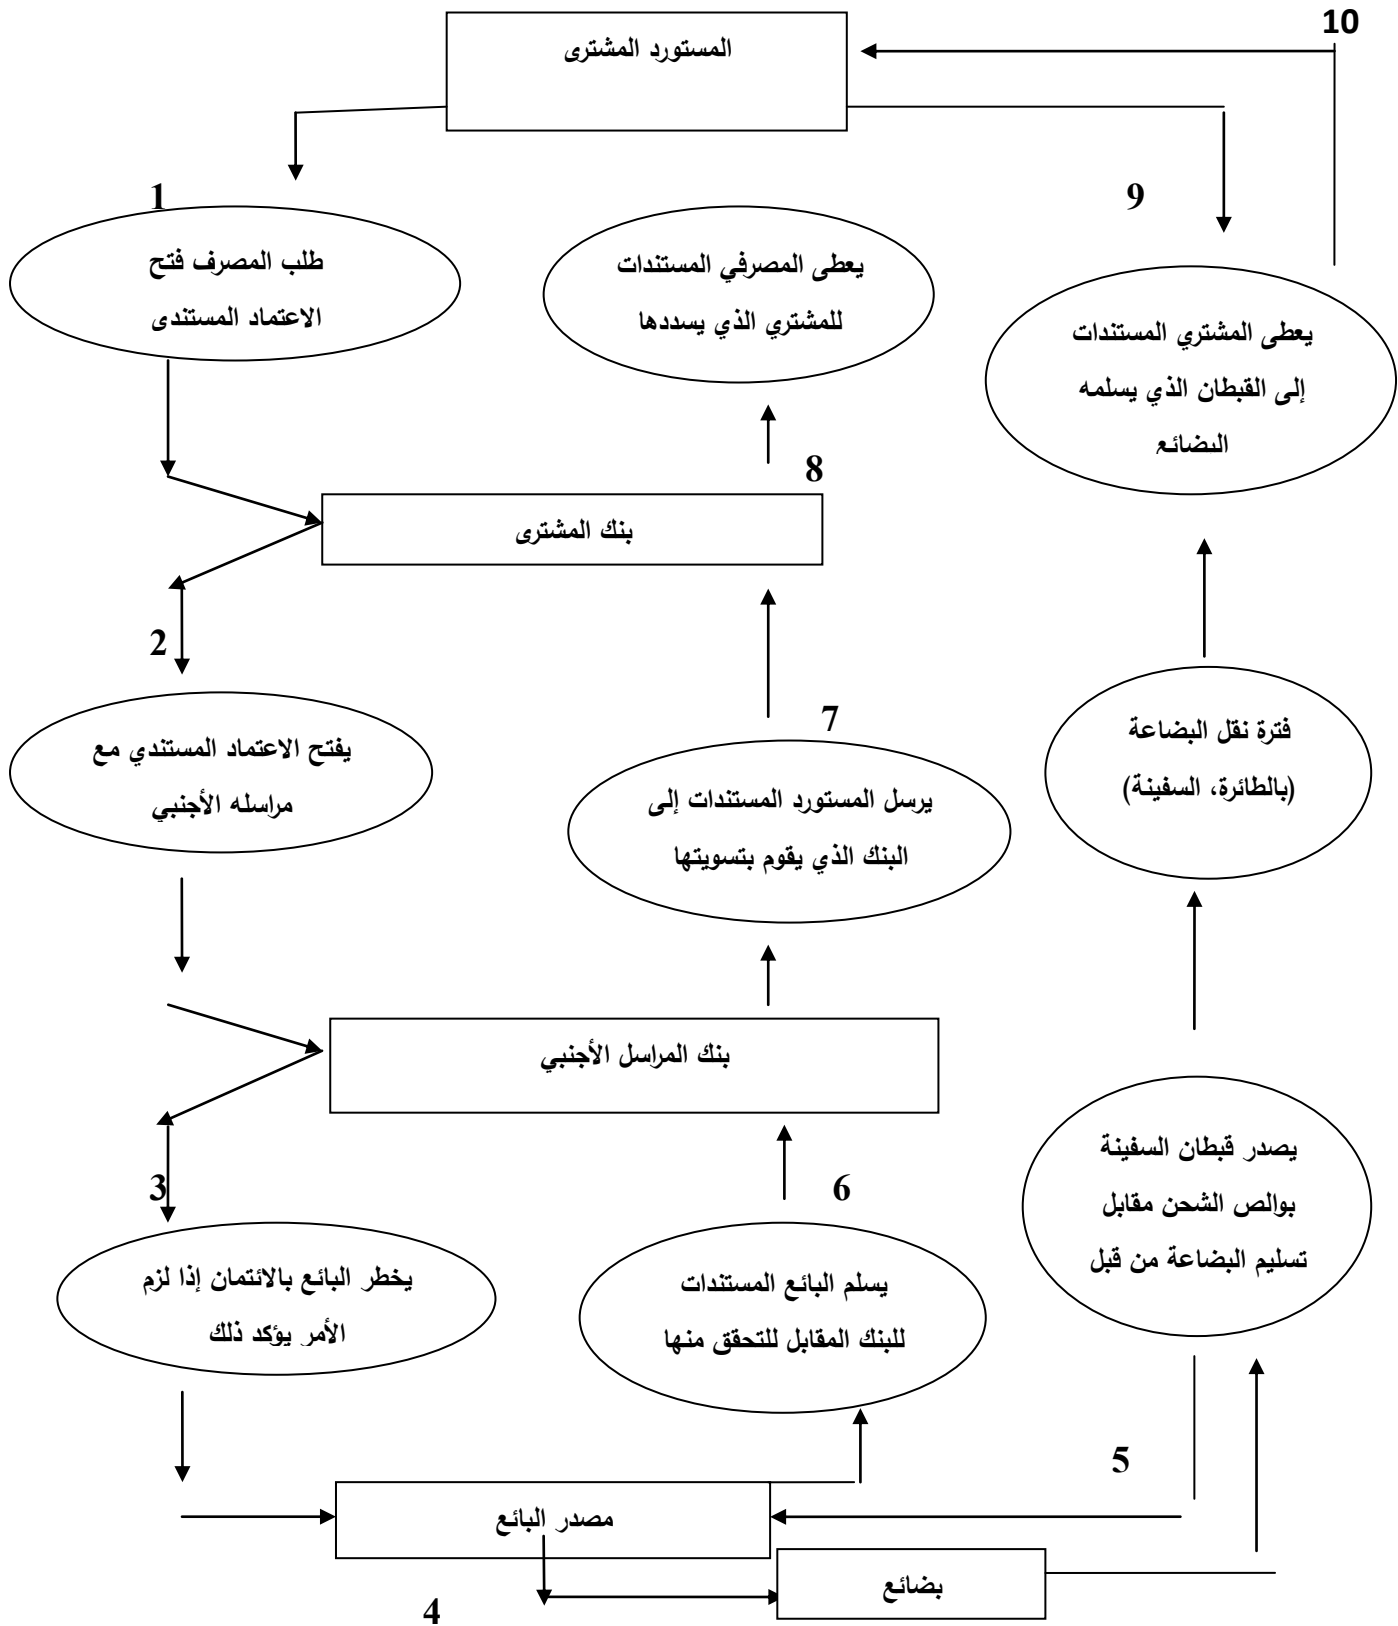 10
المستورد المشترى
1
9
طلب المصرف فتح
الاعتماد المستندى
يعطى المصرفي المستندات
للمشتري الذي يسددها
يعطى المشتري المستندات
إلى القبطان الذي يسلمه
البضائع
8
بنك المشترى
2
7
يفتح الاعتماد المستندي مع
مراسله الأجنبي
يرسل المستورد المستندات إلى
البنك الذي يقوم بتسويتها
فترة نقل البضاعة
(بالطائرة، السفينة)
بنك المراسل الأجنبي
3
6
يخطر البائع بالائتمان إذا لزم
الأمر يؤكد ذلك
يسلم البائع المستندات
للبنك المقابل للتحقق منها
يصدر قبطان السفينة
بوالص الشحن مقابل
تسليم البضاعة من قبل
5
مصدر البائع
بضائع
4